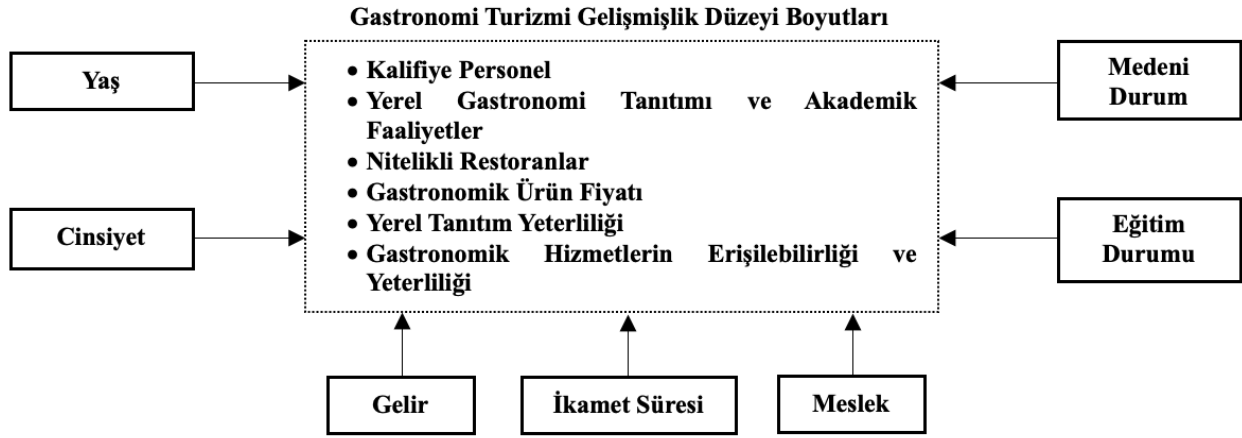 Gastronomi Turizmi Gelişmişlik Düzeyi Boyutları
Yaş
Cinsiyet
• Kalifiye Personel
• Yerel Gastronomi Tanıtımı ve Akademik
Faaliyetler
• Nitelikli Restoranlar
• Gastronomik Ürün Fiyatı
• Yerel Tanıtım Yeterliliği
• Gastronomik Hizmetlerin Erişilebilirliği ve
Yeterliliği
Medeni
Durum
Eğitim
Durumu
Gelir
İkamet Süresi
Meslek